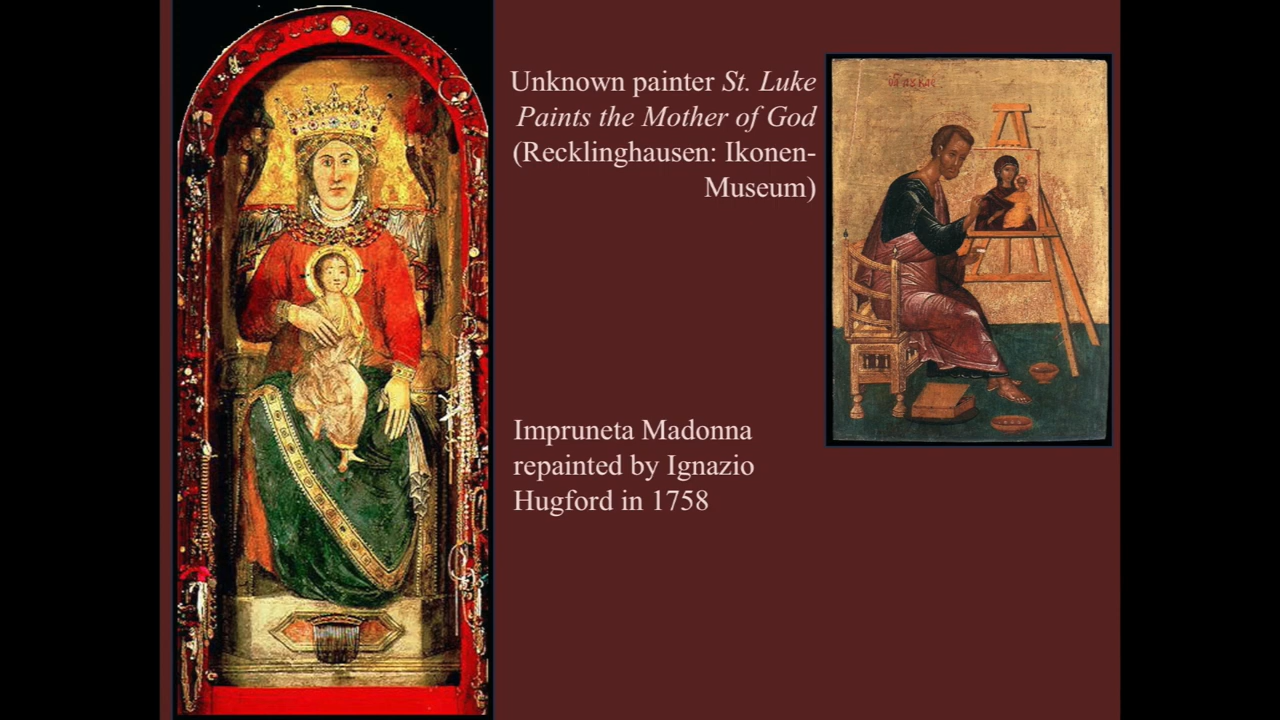 Unknown painter St. Luke
Paints the Mother of God
(Recklinghausen: Ikonen-
Museum)
Impruneta Madonna
repainted by Ignazio
Hugford in 1758